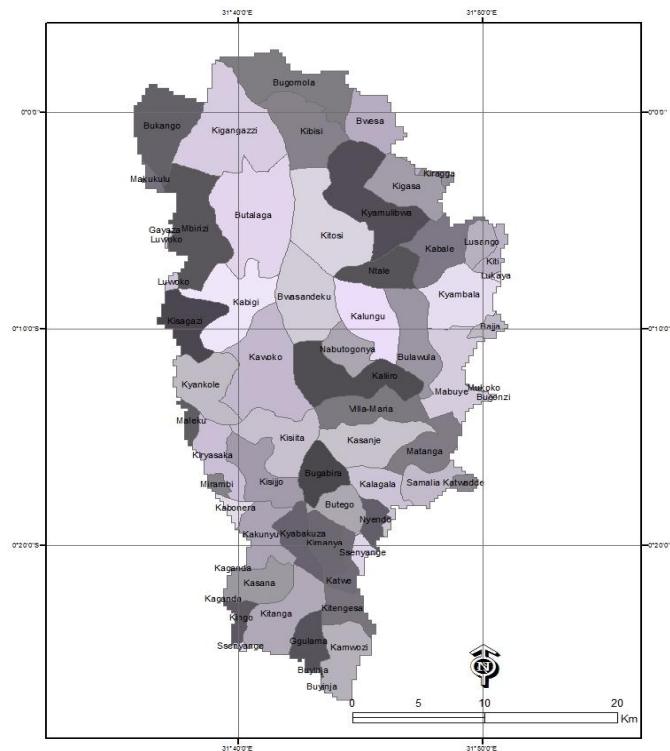 31°40'0"E
31°50'0"E
Bugomola
0°0'0"
0°0'0"
Bukango
Kigangazzi
Kibisi
Bwesa
Makukulu
Kiragga
Kigasa
Butalaga
Kyamulibwa
Gayaza
Mbirizi
Luwoko
Kitosi
Kabale
Lusango
Kiti
Ntale
Lukaya
Luwoko
Kabigi
Bwasandeku
Kyambala
Kisagazi
Kalungu
0°10'0"S
0°10'0"S
Bajja
Bulawula
Nabutogonya
Kawoko
Kaliiro
Kyankole
Mabuye
Mukoko
Bugonzi
Villa-Maria
Maleku
Kisiita
Kasanje
Kiryasaka
Matanga
Bugabira
Mirambi
Kisijjo
Kalagala
Samalia
Katwadde
Kabonera
Butego
Nyendo
Kakunyu
Kyabakuza
Kimanya
0°20'0"S
0°20'0"S
Ssenyange
Kaganda
Kasana
Katwe
Kaganda
Kingo
Kitanga
Kitengesa
Ssenyange
Ggulama
Kamwozi
Buyinja
Buyinja
N
0
5
10
20
Km
31°40'0"E
31°50'0"E